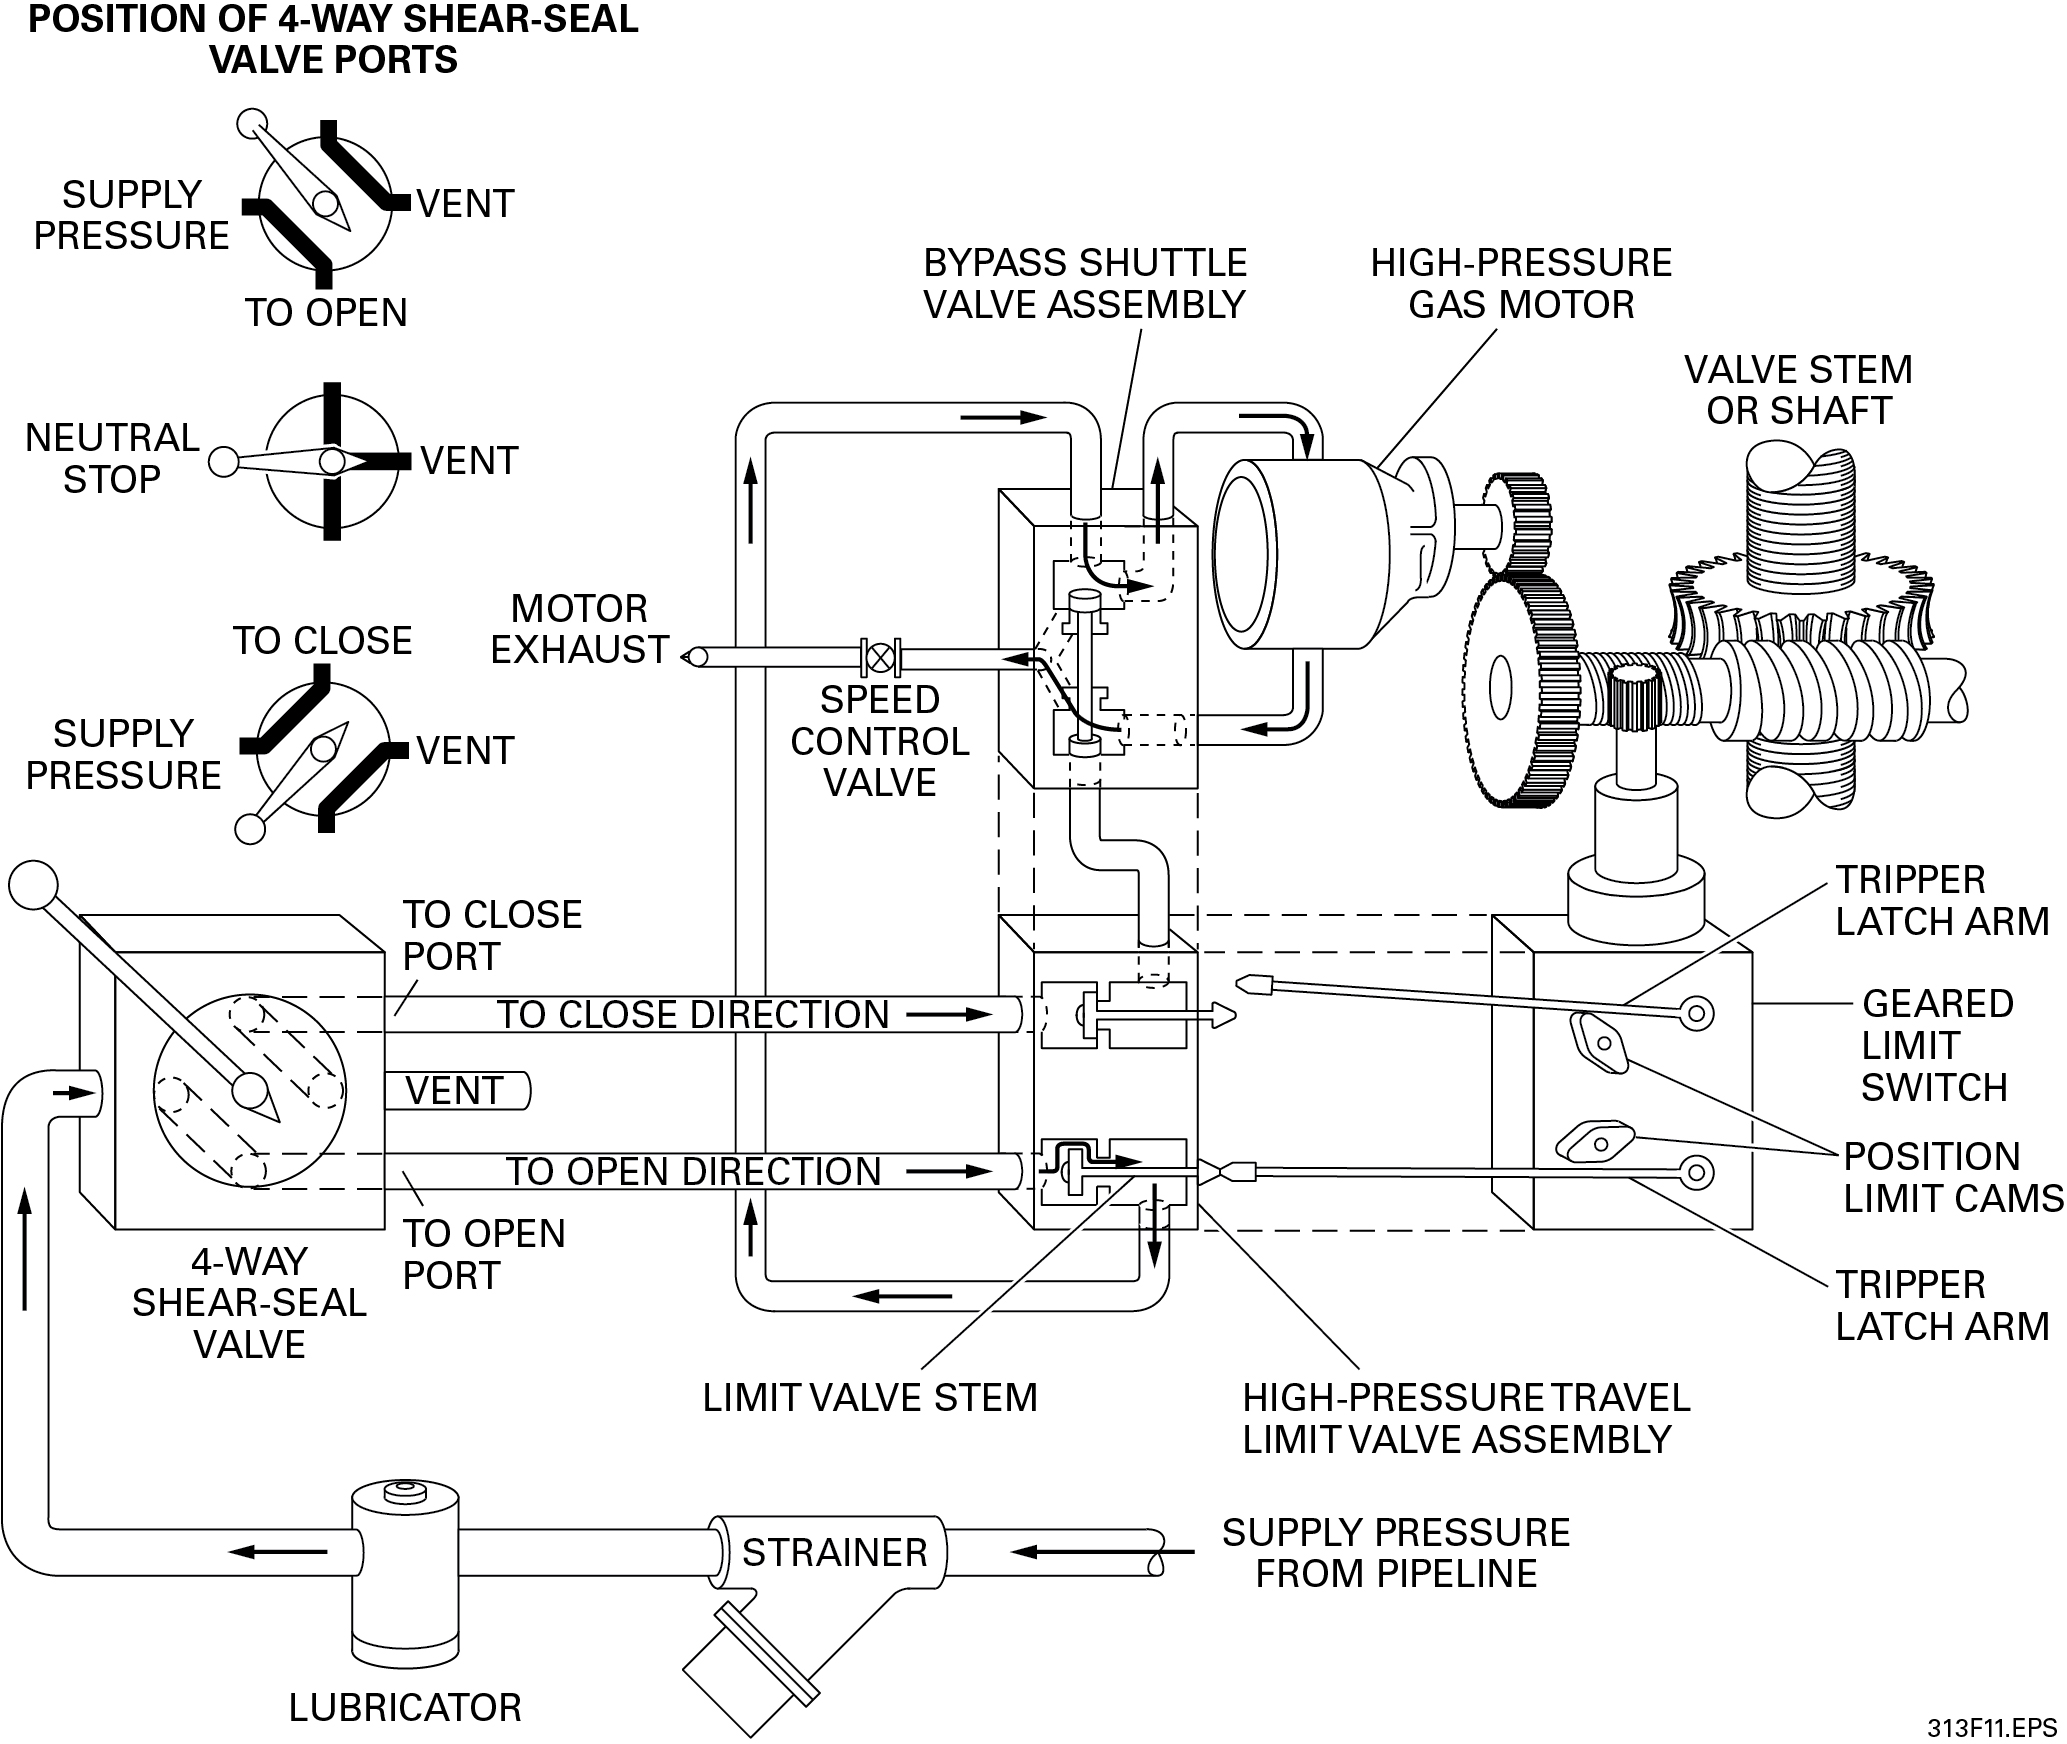 POSITION OF 4-WAY SHEAR-SEAL
VALVE PORTS
SUPPLY
PRESSURE
VENT
TO OPEN
NEUTRAL
STOP
VENT
TO CLOSE
SUPPLY
PRESSURE
VENT
BYPASS SHUTTLE
VALVE ASSEMBLY
HIGH-PRESSURE
GAS MOTOR
VALVE STEM
OR SHAFT
MOTOR
EXHAUST
SPEED
CONTROL
VALVE
TO CLOSE
PORT
TO CLOSE DIRECTION
VENT
TO OPEN DIRECTION
TO OPEN
PORT
4-WAY
SHEAR-SEAL
VALVE
TRIPPER
LATCH ARM
GEARED
LIMIT
SWITCH
POSITION
LIMIT CAMS
TRIPPER
LATCH ARM
LIMIT VALVE STEM
HIGH-PRESSURE TRAVEL
LIMIT VALVE ASSEMBLY
STRAINER
SUPPLY PRESSURE
FROM PIPELINE
LUBRICATOR
313F11.EPS